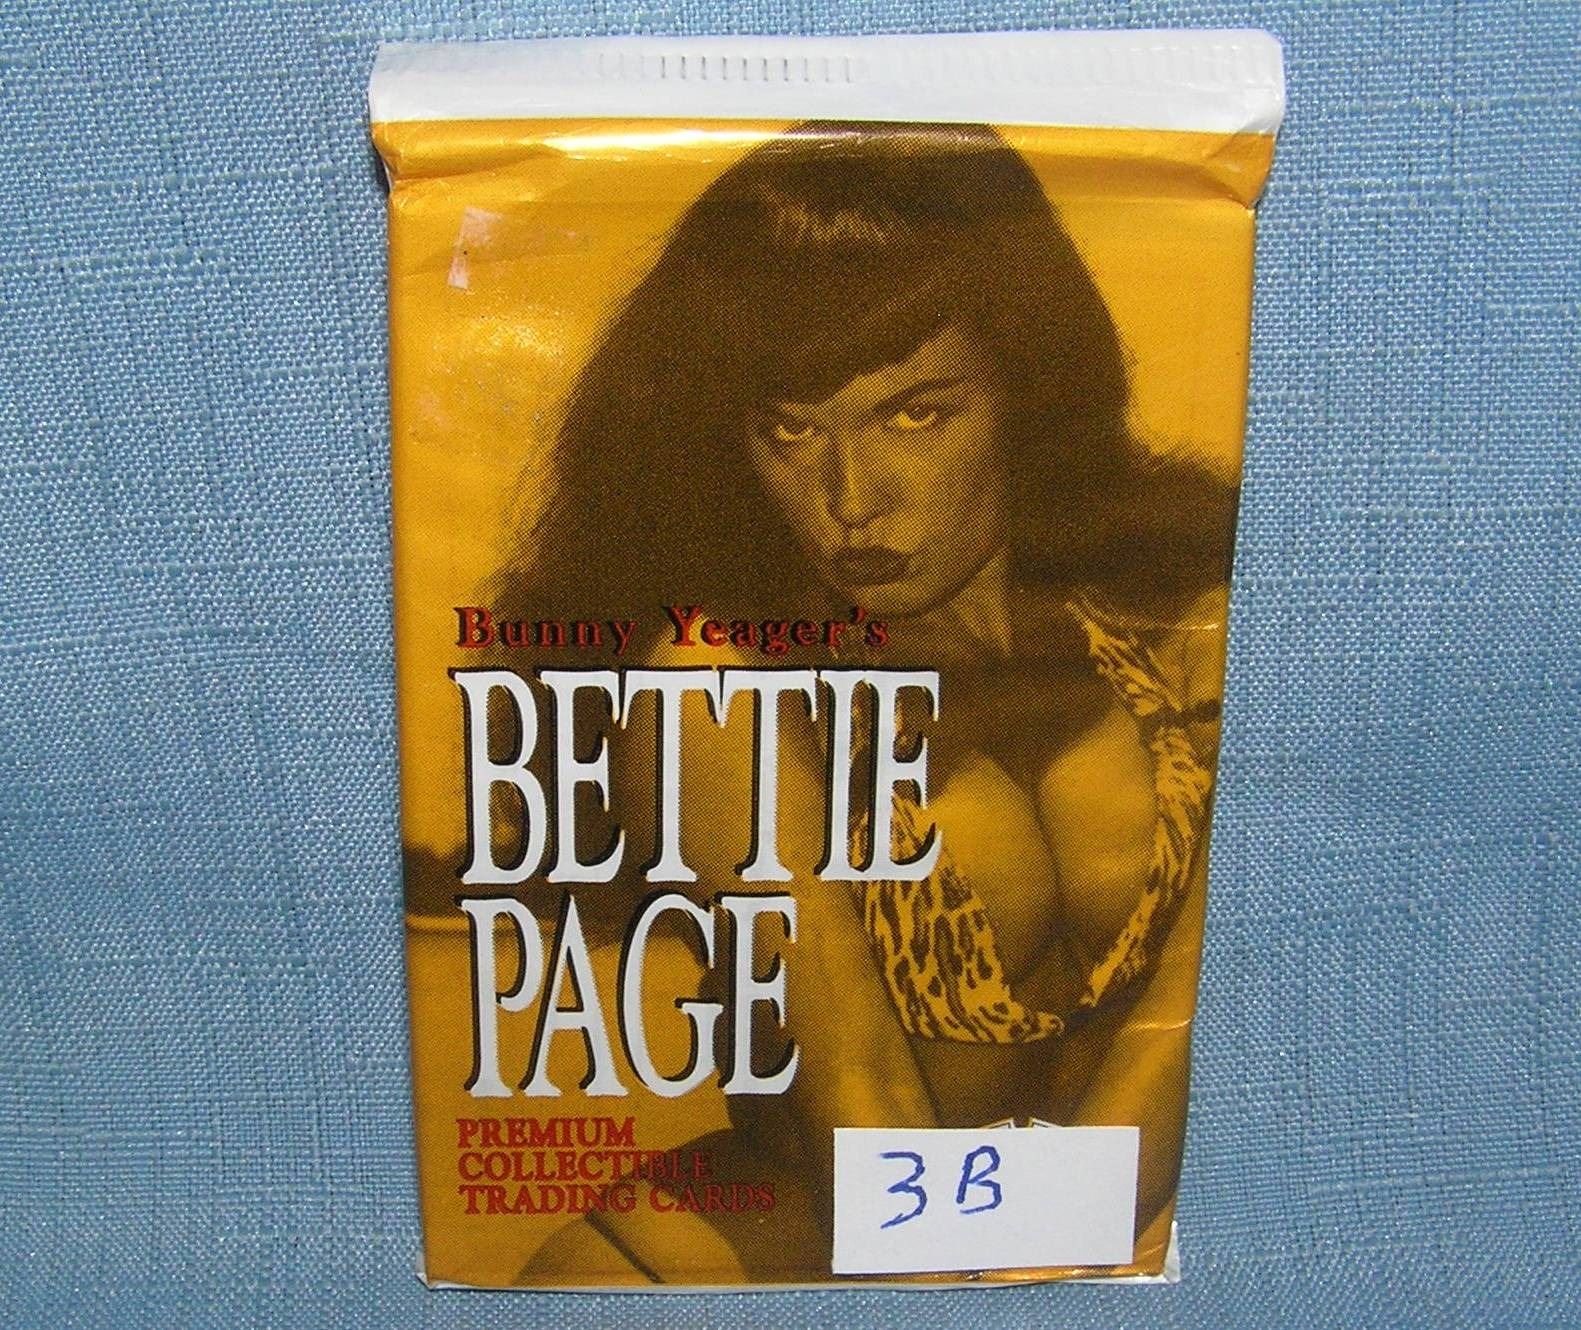 Bunny Yeager's
BETTIE
PAGE
PREMIUM
COLLECTIBLE
TRADING CARDS
3B